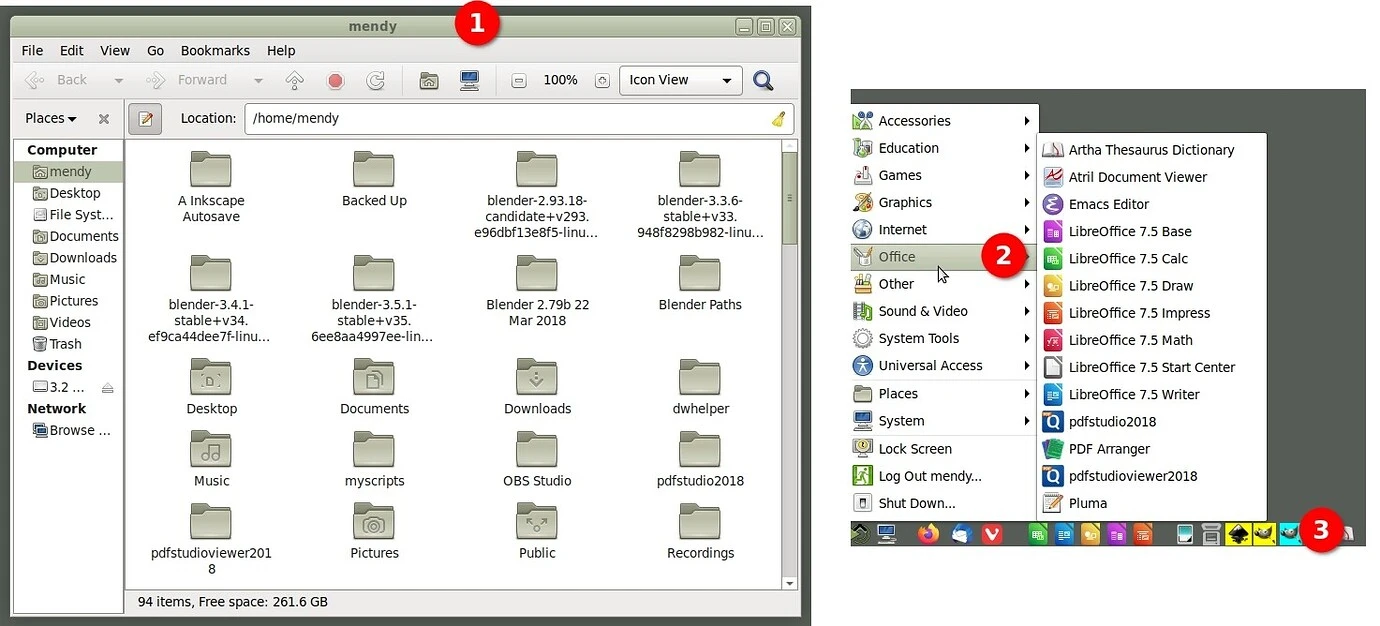 mendy
1
File Edit View Go Bookmarks Help
Back Forward 100% Icon View
Places Location: /home/mendy
Computer
mendy
Desktop
File Syst...
Documents
Downloads
Music
Pictures
Videos
Trash
Devices
3.2 ...
Network
Browse ...
A Inkscape
Autosave
Backed Up
blender-2.93.18-
candidate+v293.
e96dbf13e8f5-linu...
blender-3.3.6-
stable+v33.
948f8298b982-linu...
blender-3.4.1-
stable+v34.
ef9ca44dee7f-linu...
blender-3.5.1-
stable+v35.
6ee8aa4997ee-lin...
Blender 2.79b 22
Mar 2018
Blender Paths
Desktop
Documents
Downloads
dwhelper
Music
myscripts
OBS Studio
pdfstudio2018
pdfstudioviewer201
8
Pictures
Public
Recordings
94 items, Free space: 261.6 GB
Accessories
Education
Games
Graphics
Internet
Office
2
Other
Sound & Video
System Tools
Universal Access
Places
System
Lock Screen
Log Out mendy...
Shut Down...
Artha Thesaurus Dictionary
Atril Document Viewer
Emacs Editor
LibreOffice 7.5 Base
LibreOffice 7.5 Calc
LibreOffice 7.5 Draw
LibreOffice 7.5 Impress
LibreOffice 7.5 Math
LibreOffice 7.5 Start Center
LibreOffice 7.5 Writer
pdfstudio2018
PDF Arranger
pdfstudioviewer2018
Pluma
3